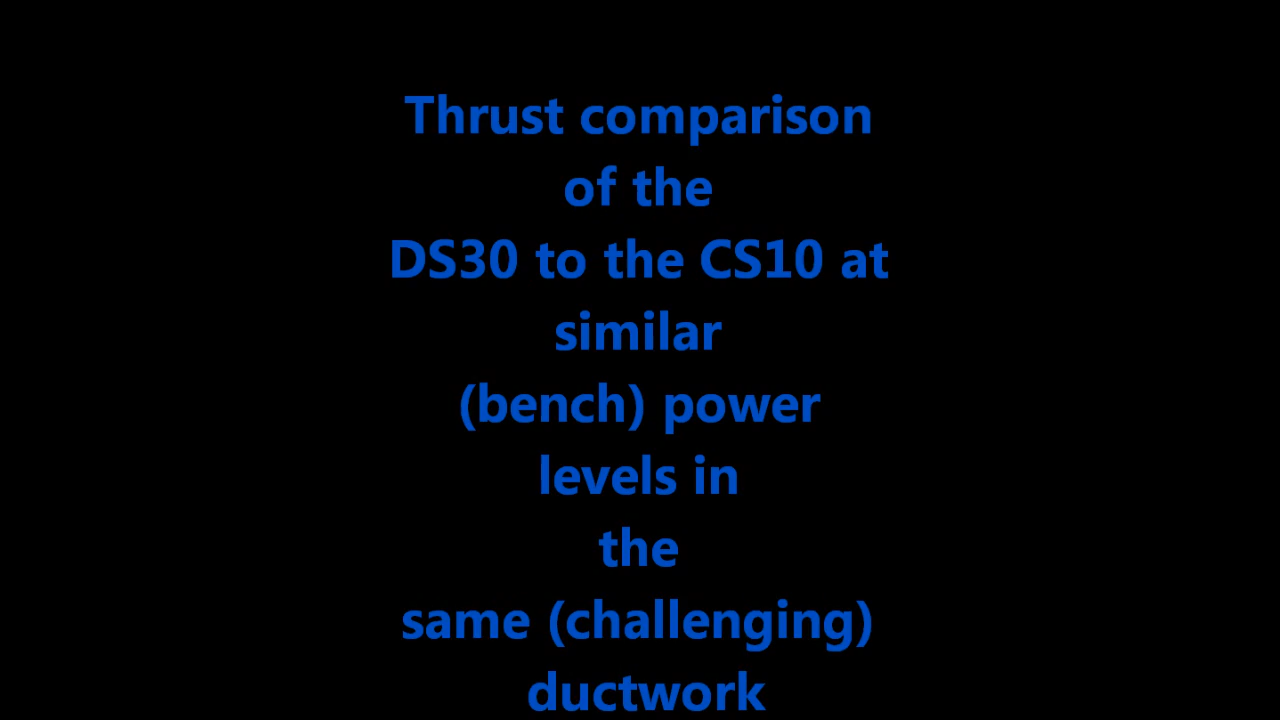 Thrust comparison
of the
DS30 to the CS10 at
similar
(bench) power
levels in
the
same (challenging)
ductwork